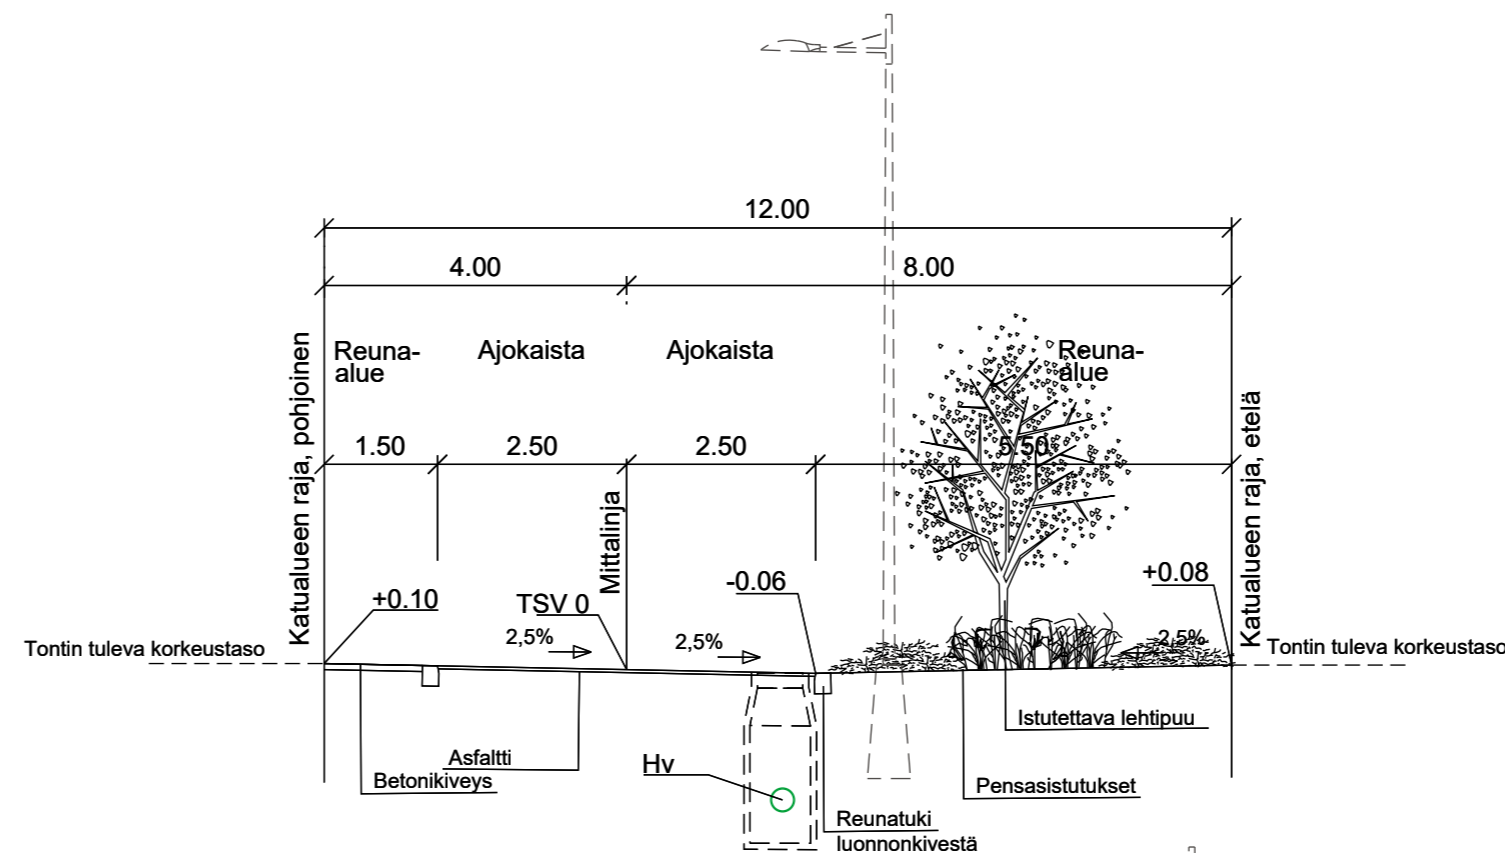 12.00
4.00
8.00
Reuna-
alue
Ajokaista
Ajokaista
Reuna-
alue
1.50
2.50
2.50
5.50
Katualueen raja, pohjoinen
Mittalinja
Katualueen raja, etelä
+0.10
TSV 0
-0.06
+0.08
2,5%
2,5%
2,5%
Tontin tuleva korkeustaso
Tontin tuleva korkeustaso
Istutettava lehtipuu
Asfaltti
Betonikiveys
Hv
Pensasistutukset
Reunatuki
luonnonkivestä